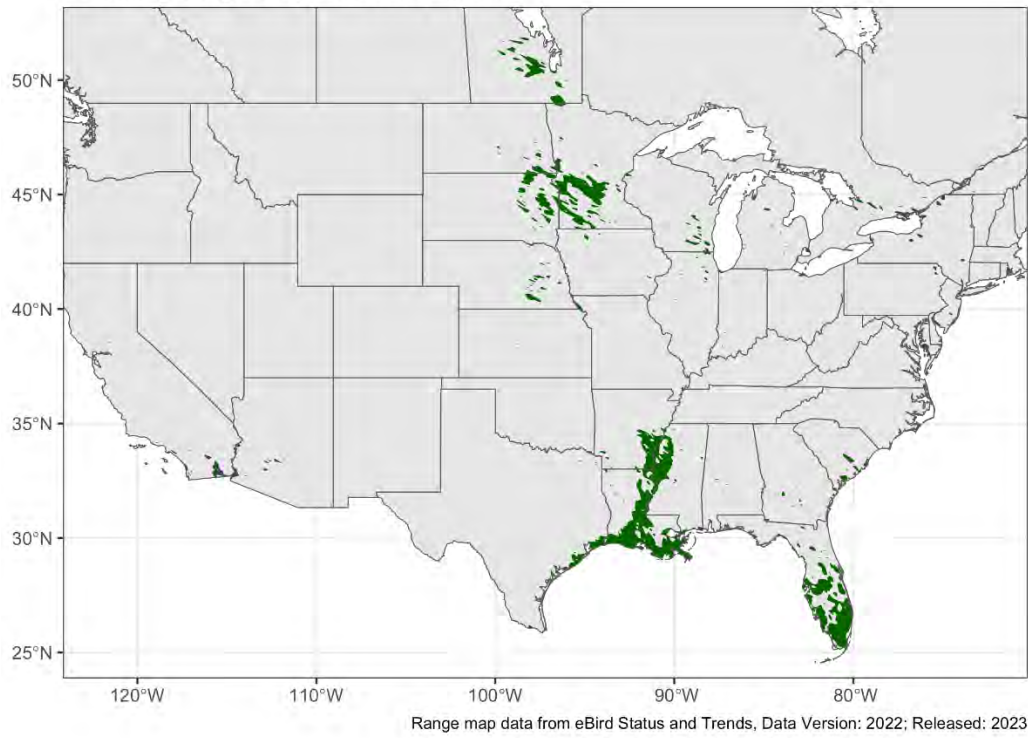 50°N
45°N
40°N
35°N
30°N
25°N
120°W 110°W 100°W 90°W 80°W
Range map data from eBird Status and Trends, Data Version: 2022; Released: 2023